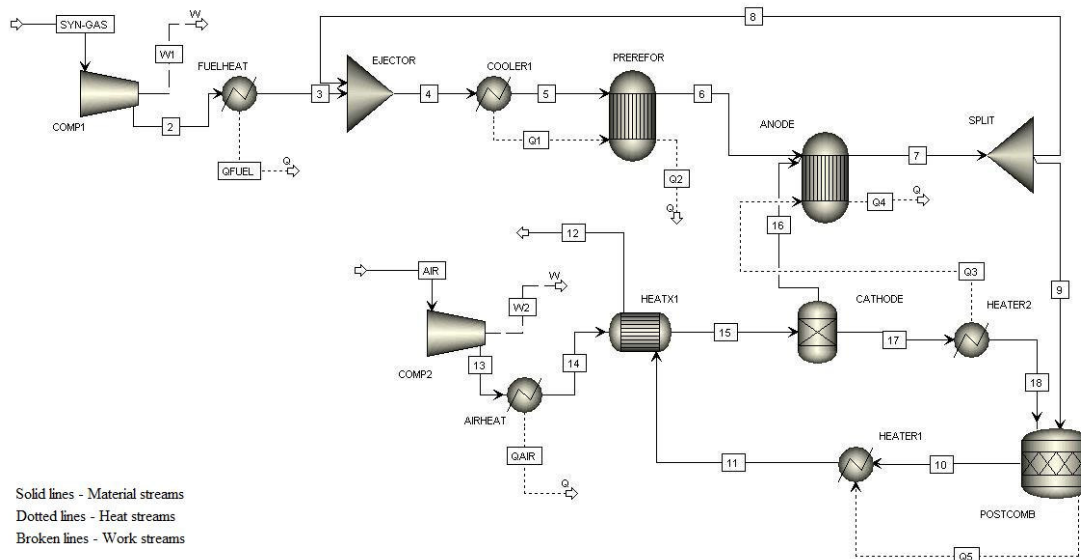 8
SYN-GAS
W
W1
FUELHEAT
EJECTOR
COOLER1
PREREFOR
3
4
5
6
SPLIT
ANODE
COMP1
2
7
Q1
QFUEL
Q
Q2
Q4
Q
Q
16
12
Q3
9
AIR
W
W2
HEATX1
CATHODE
HEATER2
15
17
14
13
COMP2
18
AIRHEAT
HEATER1
QAIR
11
10
Q
Solid lines - Material streams
Dotted lines - Heat streams
POSTCOMB
Broken lines - Work streams
Q5